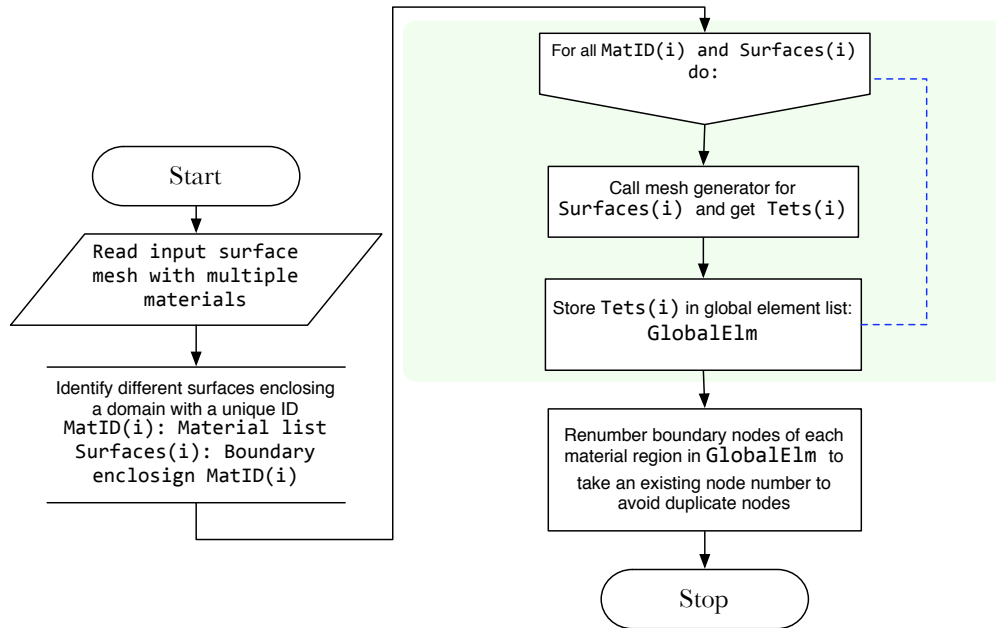 Start
Read input surface
mesh with multiple
materials
Identify different surfaces enclosing
a domain with a unique ID
MatID(i): Material list
Surfaces(i): Boundary
enclosign MatID(i)
For all MatID(i) and Surfaces(i)
do:
Call mesh generator for
Surfaces(i) and get Tets(i)
Store Tets(i) in global element list:
GlobalElm
Renumber boundary nodes of each
material region in GlobalElm to
take an existing node number to
avoid duplicate nodes
Stop